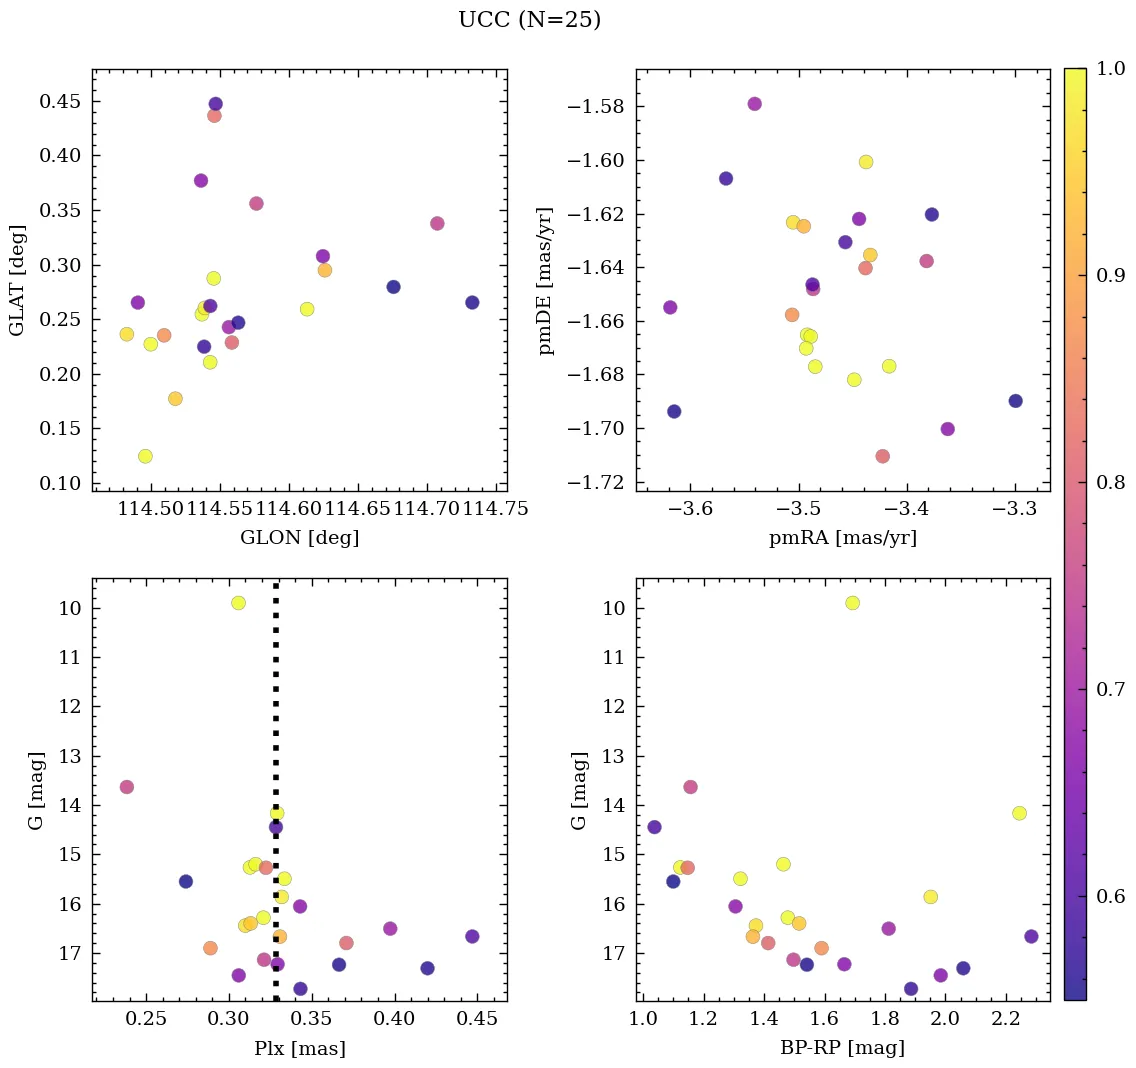 UCC (N=25)
0.45
0.40
0.35
0.30
0.25
0.20
0.15
0.10
GLAT [deg]
114.50 114.55 114.60 114.65 114.70 114.75
GLON [deg]
−1.58
−1.60
−1.62
−1.64
−1.66
−1.68
−1.70
−1.72
pmDE [mas/yr]
−3.6 −3.5 −3.4 −3.3
pmRA [mas/yr]
1.0
0.9
0.8
0.7
0.6
10
11
12
13
14
15
16
17
G [mag]
0.25 0.30 0.35 0.40 0.45
Plx [mas]
10
11
12
13
14
15
16
17
G [mag]
1.0 1.2 1.4 1.6 1.8 2.0 2.2
BP-RP [mag]